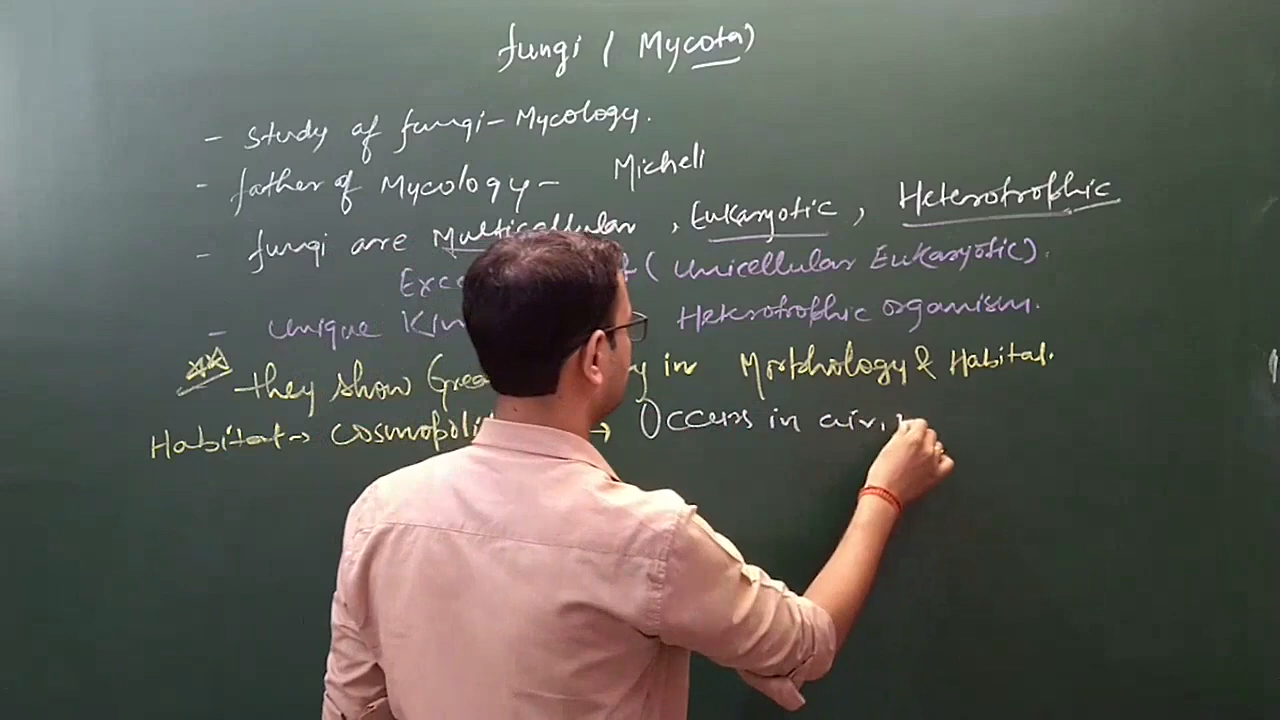 fungi ( Mycota)
- Study of fungi - Mycology.
- father of Mycology - Micheli
- fungi are Multicellular , Eukaryotic , Heterotrophic
( Unicellular Eukaryotic).
- Unique Heterotrophic organism.
- they show in Morphology & Habitat.
Habitat → → Occurs in air,